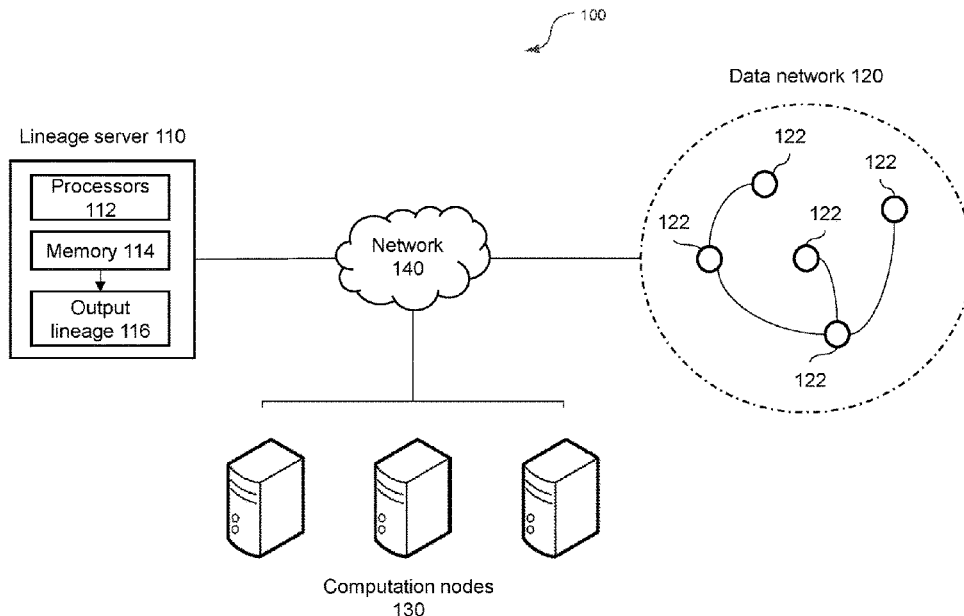 100
Data network 120
Lineage server 110
122
122
Processors
112
122
122
Memory 114
Network
140
Output
lineage 116
122
Computation nodes
130